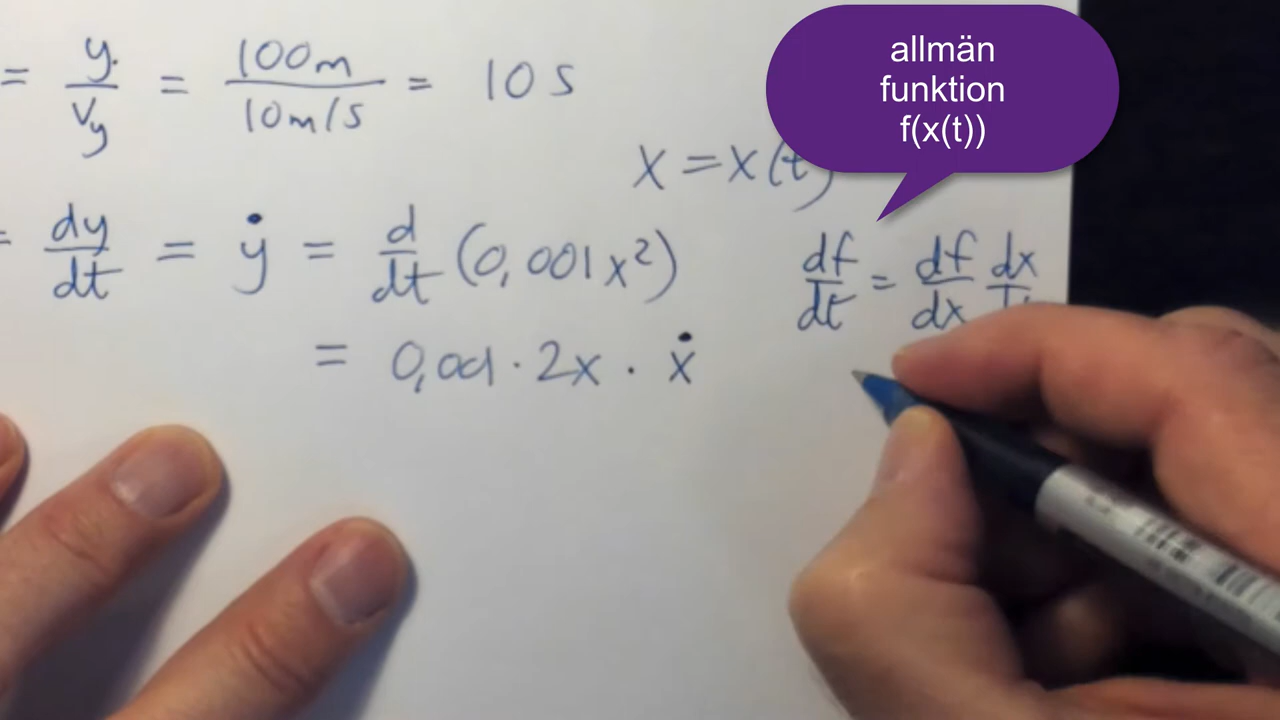 allmän
funktion
f(x(t))
= y/v_y = 100m/10m/s = 10 s
x = x(t)
= dy/dt = ẏ = d/dt (0,001x²)
df/dt = df/dx dx/
= 0,001 · 2x · ẋ